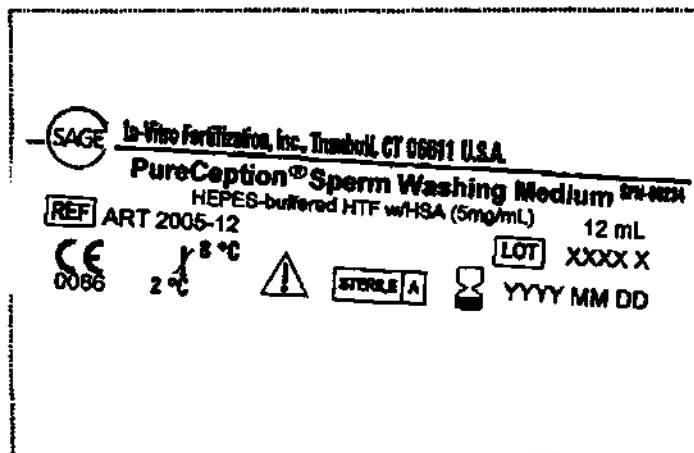 SAGE In-Vitro Fertilization, Inc., Trumbull, CT 06611 U.S.A.
PureCeption® Sperm Washing Medium
HEPES-buffered HTF w/HSA (5mg/mL) 12 mL
REF ART 2005-12 LOT XXXX X
CE 0086 2 °C 8 °C STERILE A YYYY MM DD